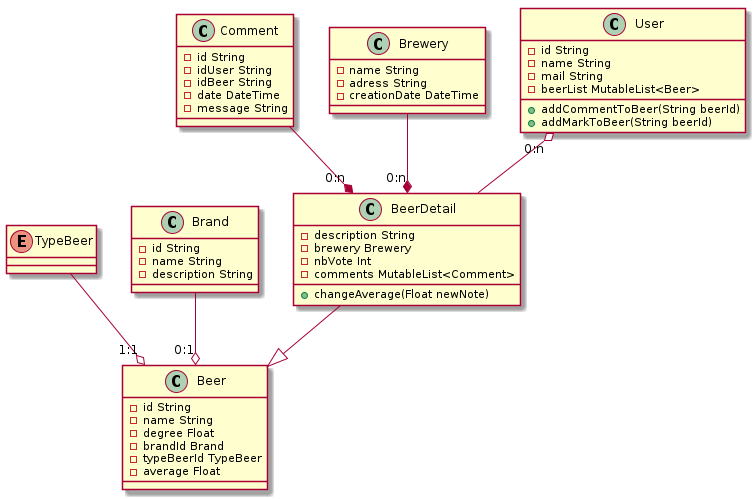 C Comment
id String
idUser String
idBeer String
date DateTime
message String
C Brewery
name String
adress String
creationDate DateTime
C User
id String
name String
mail String
beerList MutableList<Beer>
addCommentToBeer(String beerId)
addMarkToBeer(String beerId)
0:n
0:n
0:n
E TypeBeer
C Brand
id String
name String
description String
C BeerDetail
description String
brewery Brewery
nbVote Int
comments MutableList<Comment>
changeAverage(Float newNote)
1:1
0:1
C Beer
id String
name String
degree Float
brandId Brand
typeBeerId TypeBeer
average Float